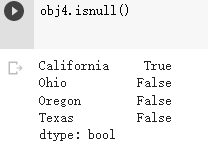 obj4.isnull()
California     True
Ohio          False
Oregon        False
Texas         False
dtype: bool